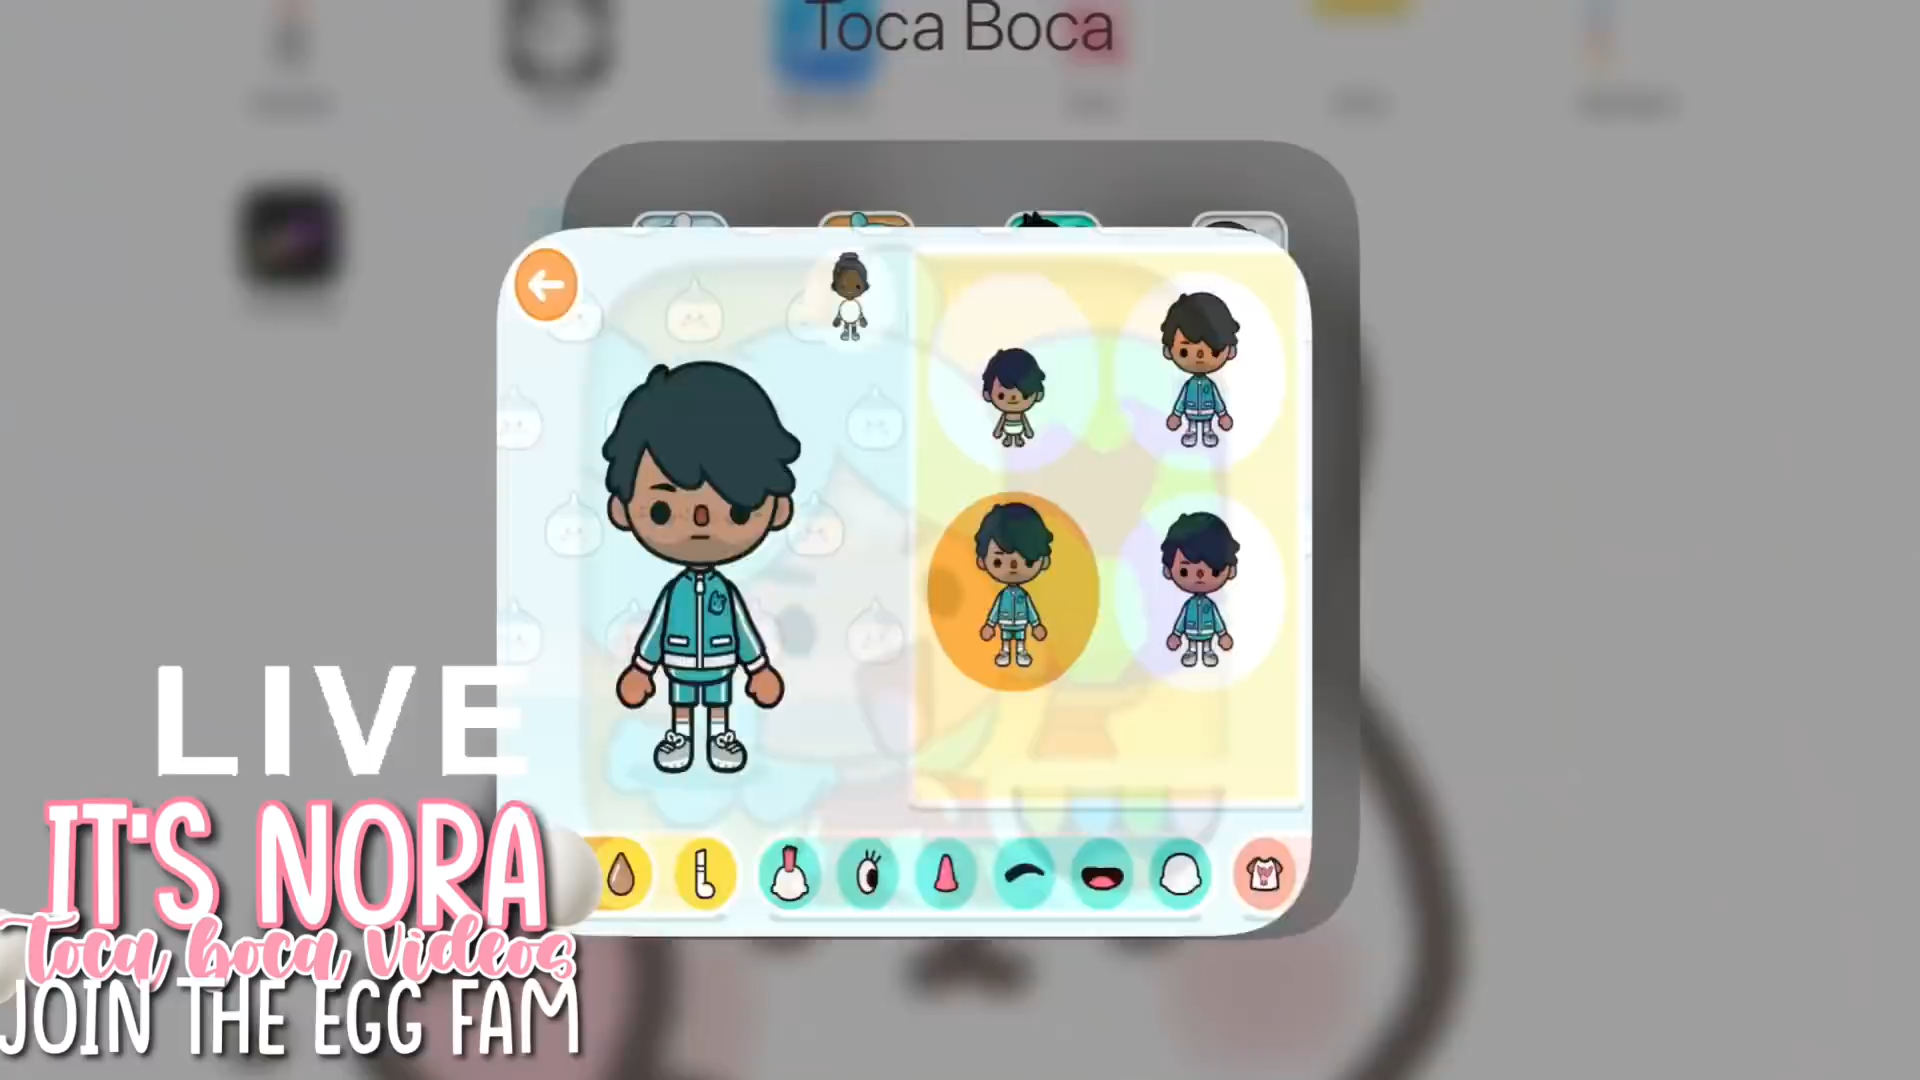 Toca Boca
LIVE
IT'S NORA
Toca boca Videos
JOIN THE EGG FAM